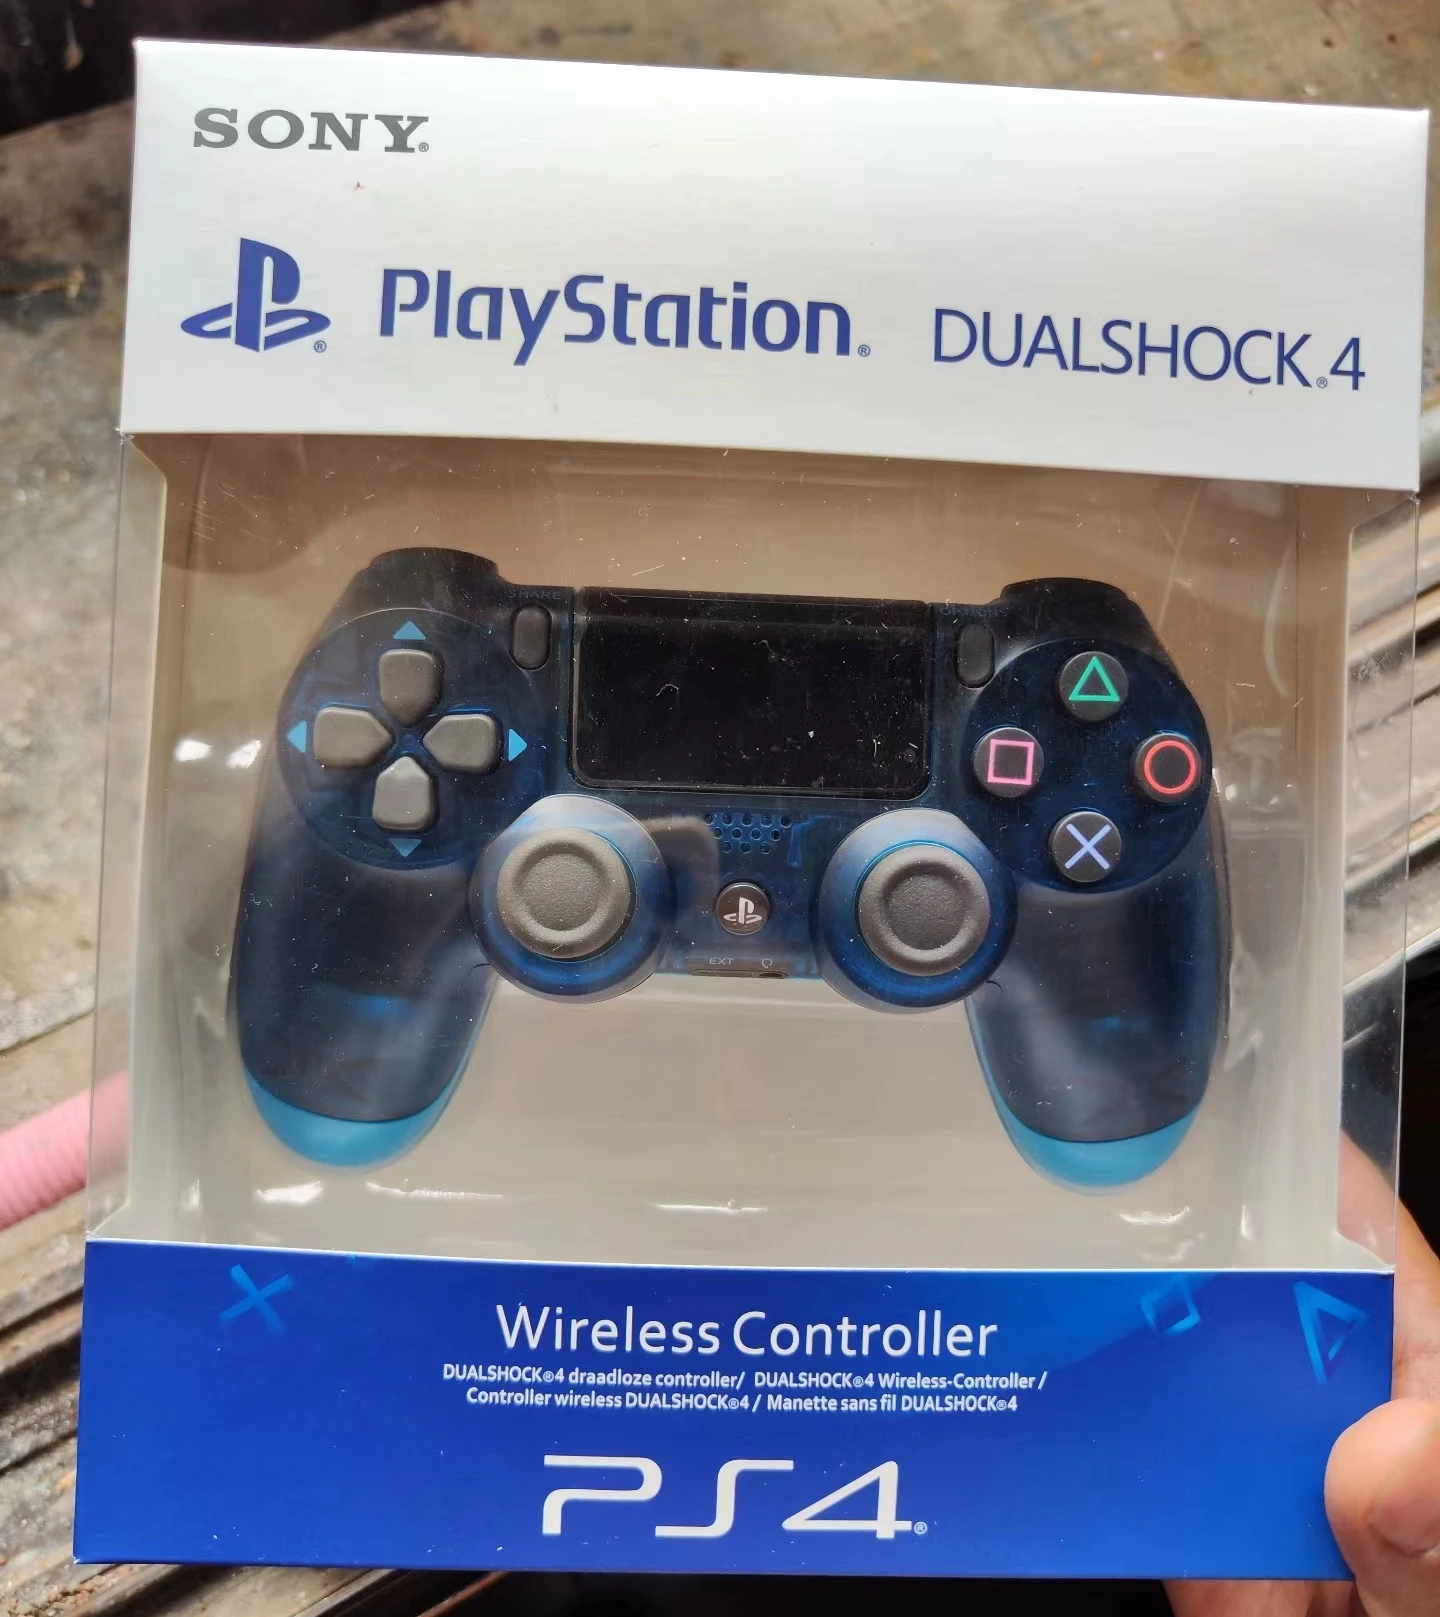 SONY®
PlayStation® DUALSHOCK®4
SHARE
OPTIONS
EXT
Wireless Controller
DUALSHOCK®4 draadloze controller/ DUALSHOCK®4 Wireless-Controller /
Controller wireless DUALSHOCK®4 / Manette sans fil DUALSHOCK®4
PS4®